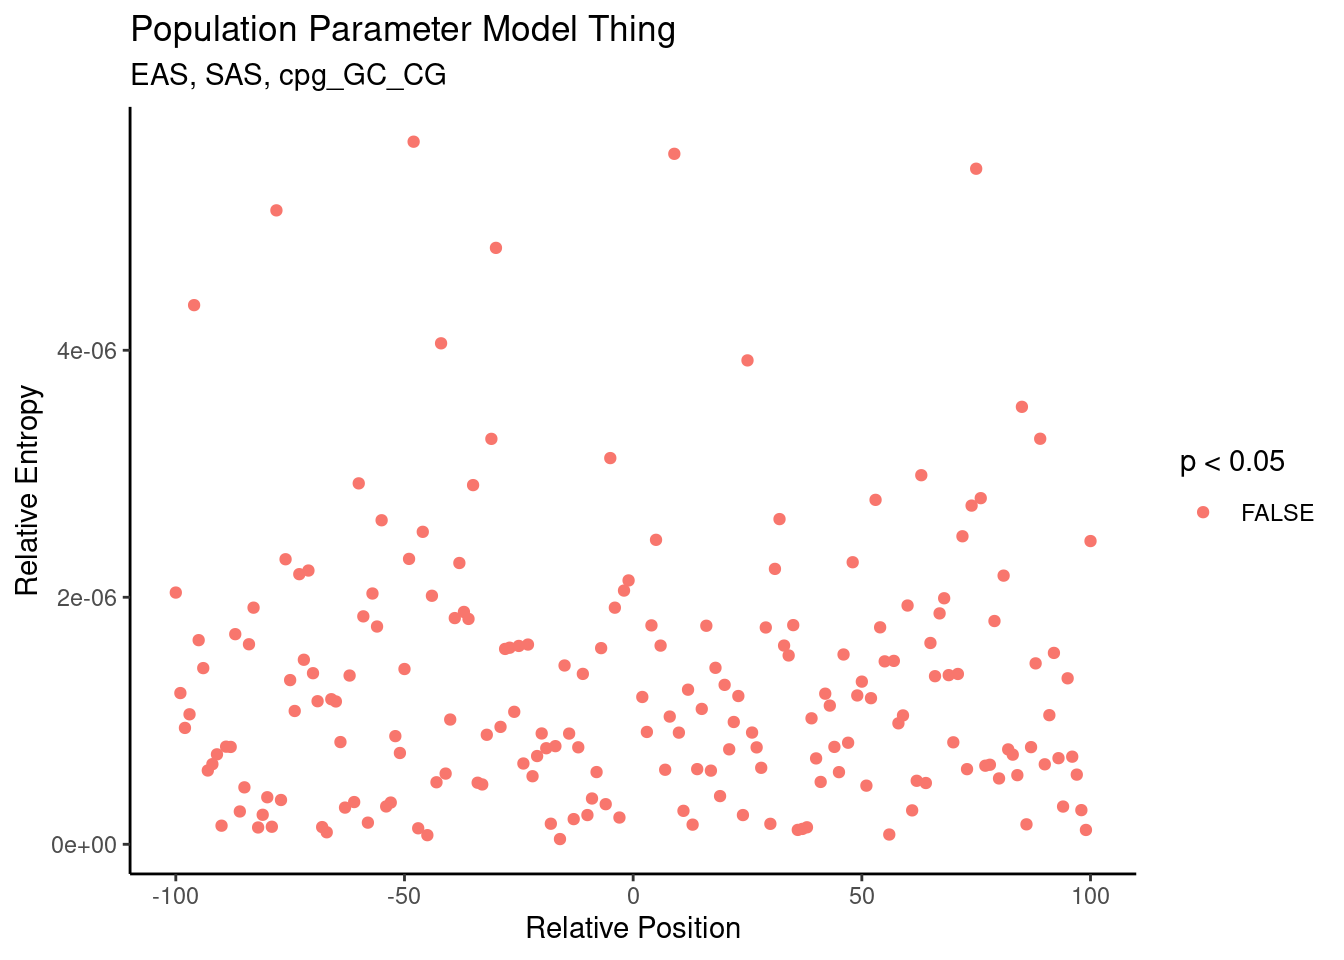 Population Parameter Model Thing
EAS, SAS, cpg_GC_CG
4e-06
2e-06
0e+00
Relative Entropy
-100
-50
0
50
100
Relative Position
p < 0.05
FALSE